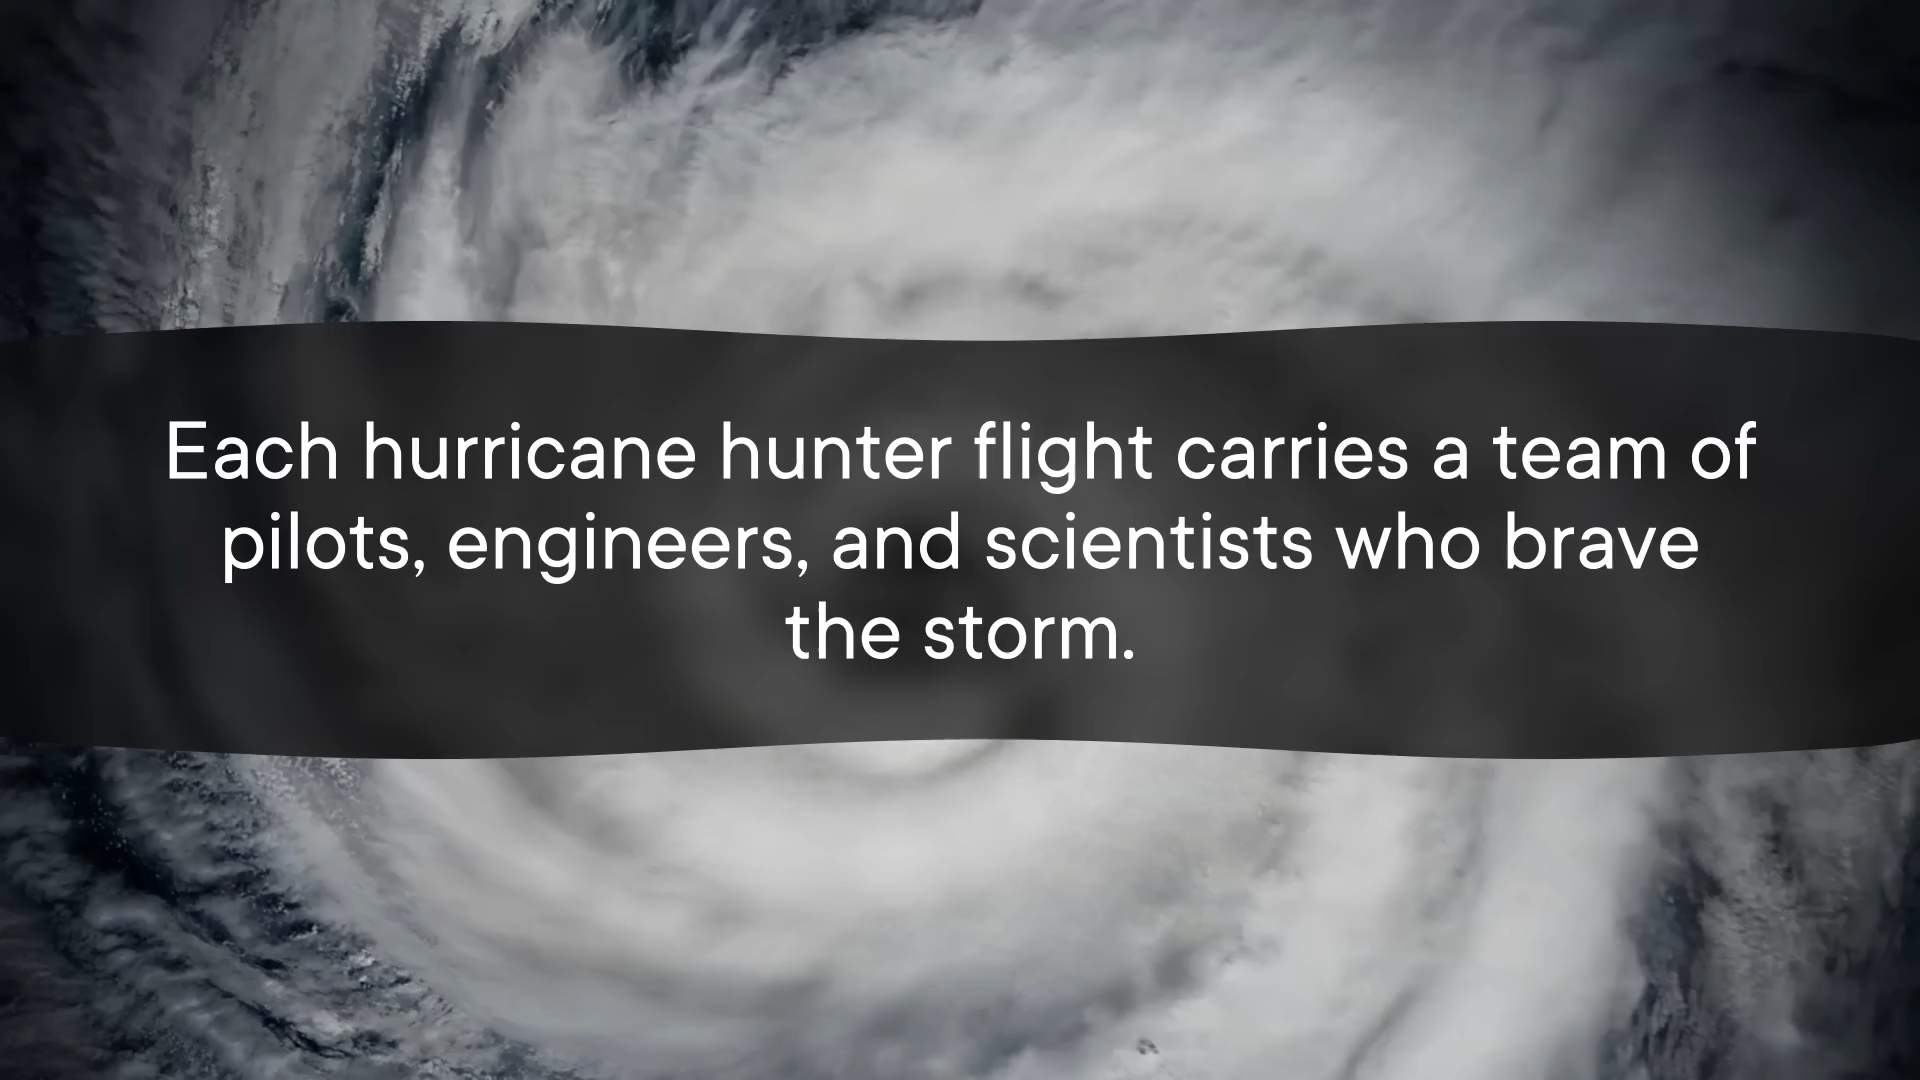 Each hurricane hunter flight carries a team of
pilots, engineers, and scientists who brave
the storm.